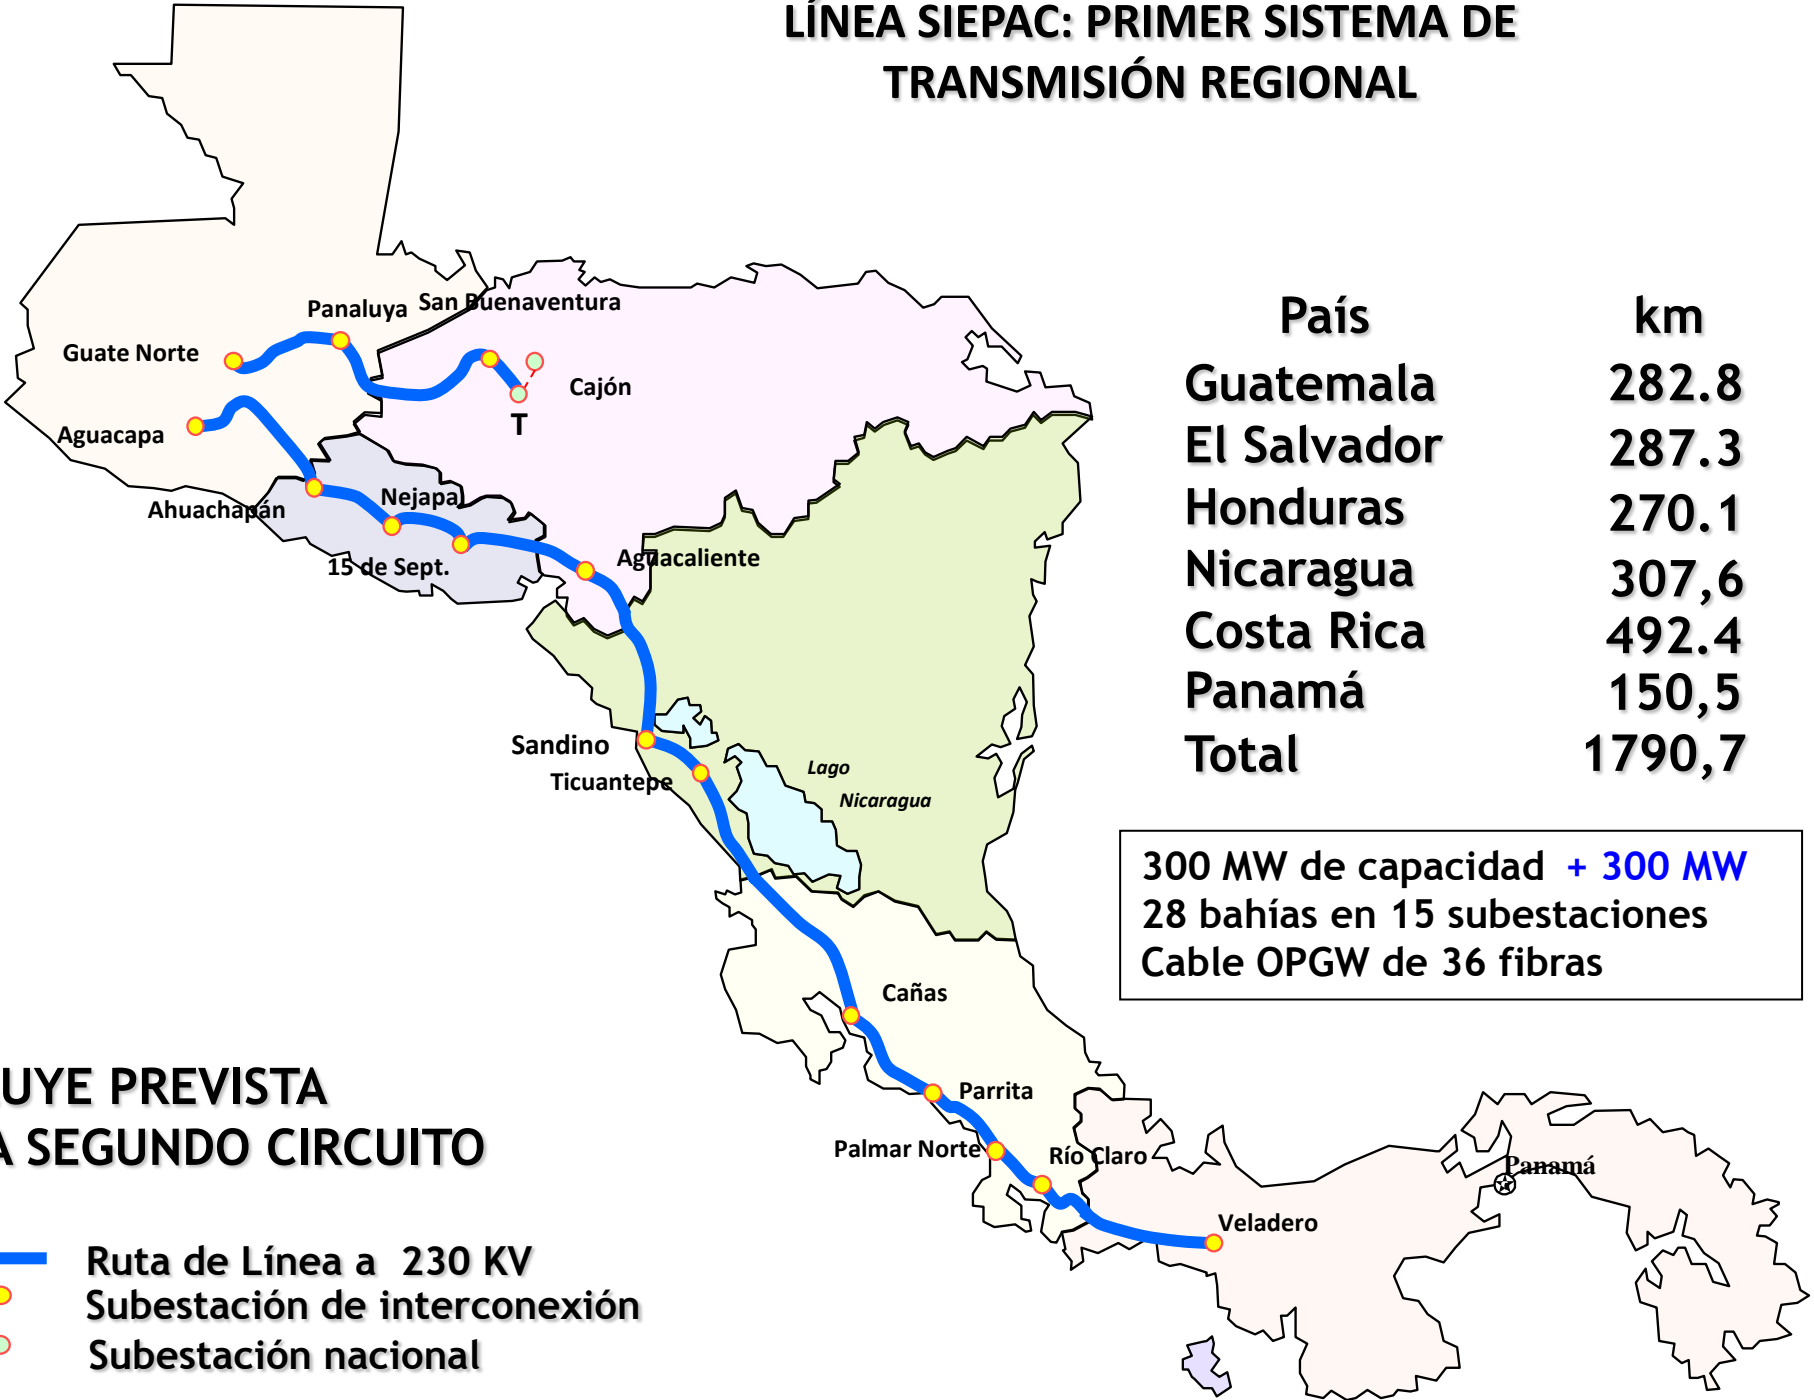 LÍNEA SIEPAC: PRIMER SISTEMA DE
TRANSMISIÓN REGIONAL
Panaluya
San Buenaventura
Guate Norte
Cajón
Aguacapa
T
Ahuachapán
Nejapa
15 de Sept.
Aguacaliente
Sandino
Ticuantepe
Lago
Nicaragua
Cañas
Parrita
Palmar Norte
Río Claro
Veladero
Panamá
País km
Guatemala 282.8
El Salvador 287.3
Honduras 270.1
Nicaragua 307,6
Costa Rica 492.4
Panamá 150,5
Total 1790,7
300 MW de capacidad + 300 MW
28 bahías en 15 subestaciones
Cable OPGW de 36 fibras
UYE PREVISTA
A SEGUNDO CIRCUITO
Ruta de Línea a 230 KV
Subestación de interconexión
Subestación nacional